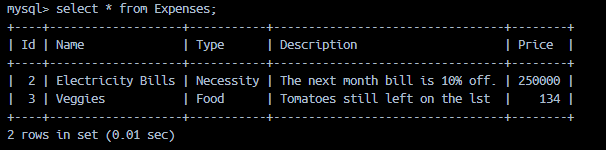 mysql> select * from Expenses;
+----+-------------------+-----------+--------------------------------+--------+
| Id | Name              | Type      | Description                    | Price  |
+----+-------------------+-----------+--------------------------------+--------+
|  2 | Electricity Bills | Necessity | The next month bill is 10% off. | 250000 |
|  3 | Veggies           | Food      | Tomatoes still left on the lst  |    134 |
+----+-------------------+-----------+--------------------------------+--------+
2 rows in set (0.01 sec)